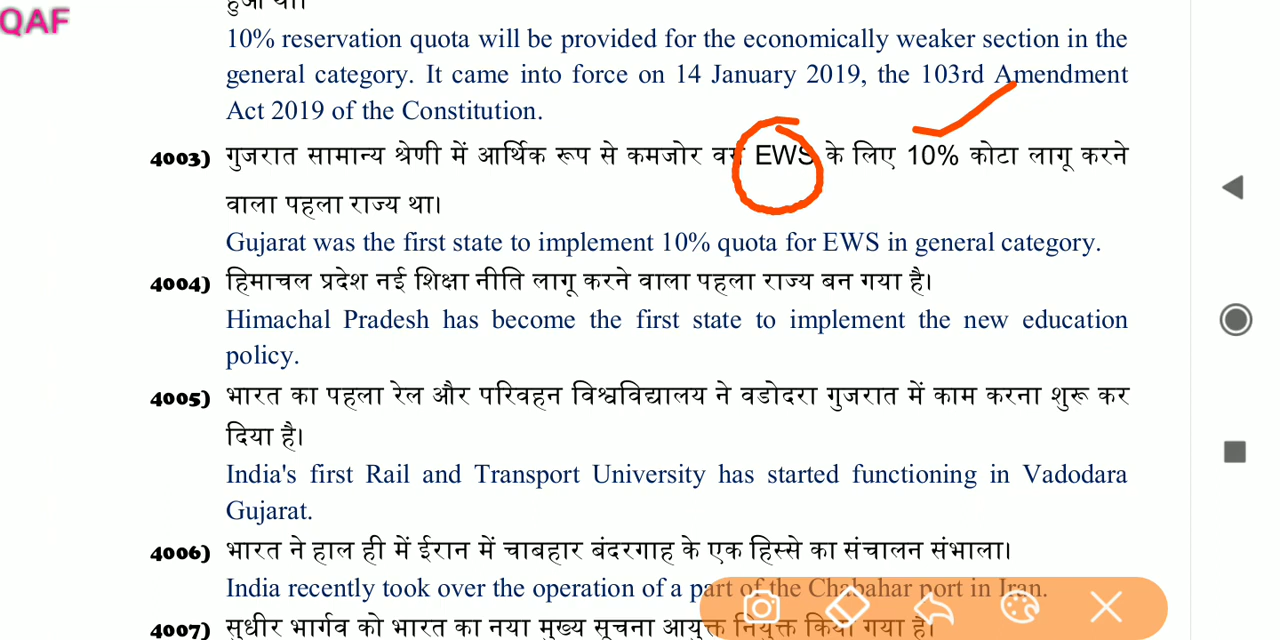 QAF
हुआ था।
10% reservation quota will be provided for the economically weaker section in the
general category. It came into force on 14 January 2019, the 103rd Amendment
Act 2019 of the Constitution.
4003) गुजरात सामान्य श्रेणी में आर्थिक रूप से कमजोर वर्ग EWS के लिए 10% कोटा लागू करने
वाला पहला राज्य था।
Gujarat was the first state to implement 10% quota for EWS in general category.
4004) हिमाचल प्रदेश नई शिक्षा नीति लागू करने वाला पहला राज्य बन गया है।
Himachal Pradesh has become the first state to implement the new education
policy.
4005) भारत का पहला रेल और परिवहन विश्वविद्यालय ने वडोदरा गुजरात में काम करना शुरू कर
दिया है।
India's first Rail and Transport University has started functioning in Vadodara
Gujarat.
4006) भारत ने हाल ही में ईरान में चाबहार बंदरगाह के एक हिस्से का संचालन संभाला।
India recently took over the operation of a part of the Chabahar port in Iran.
4007) सुधीर भार्गव को भारत का नया मुख्य सूचना आयुक्त नियुक्त किया गया है।